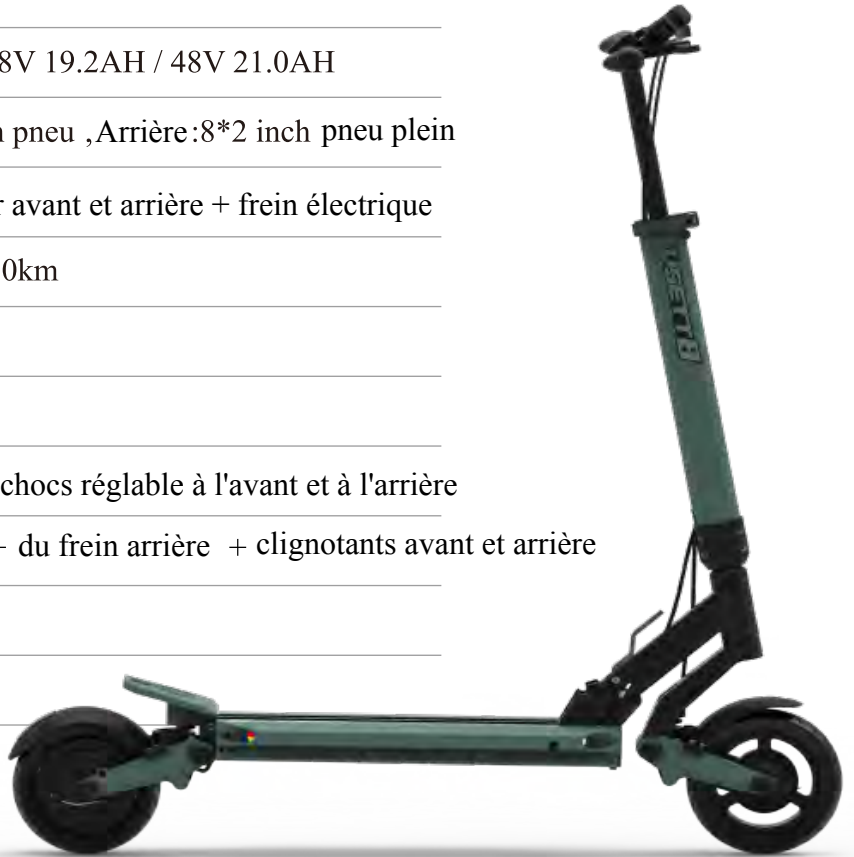 8V 19.2AH / 48V 21.0AH
pneu ,Arrière:8*2 inch pneu plein
avant et arrière + frein électrique
0km
chocs réglable à l'avant et à l'arrière
du frein arrière + clignotants avant et arrière